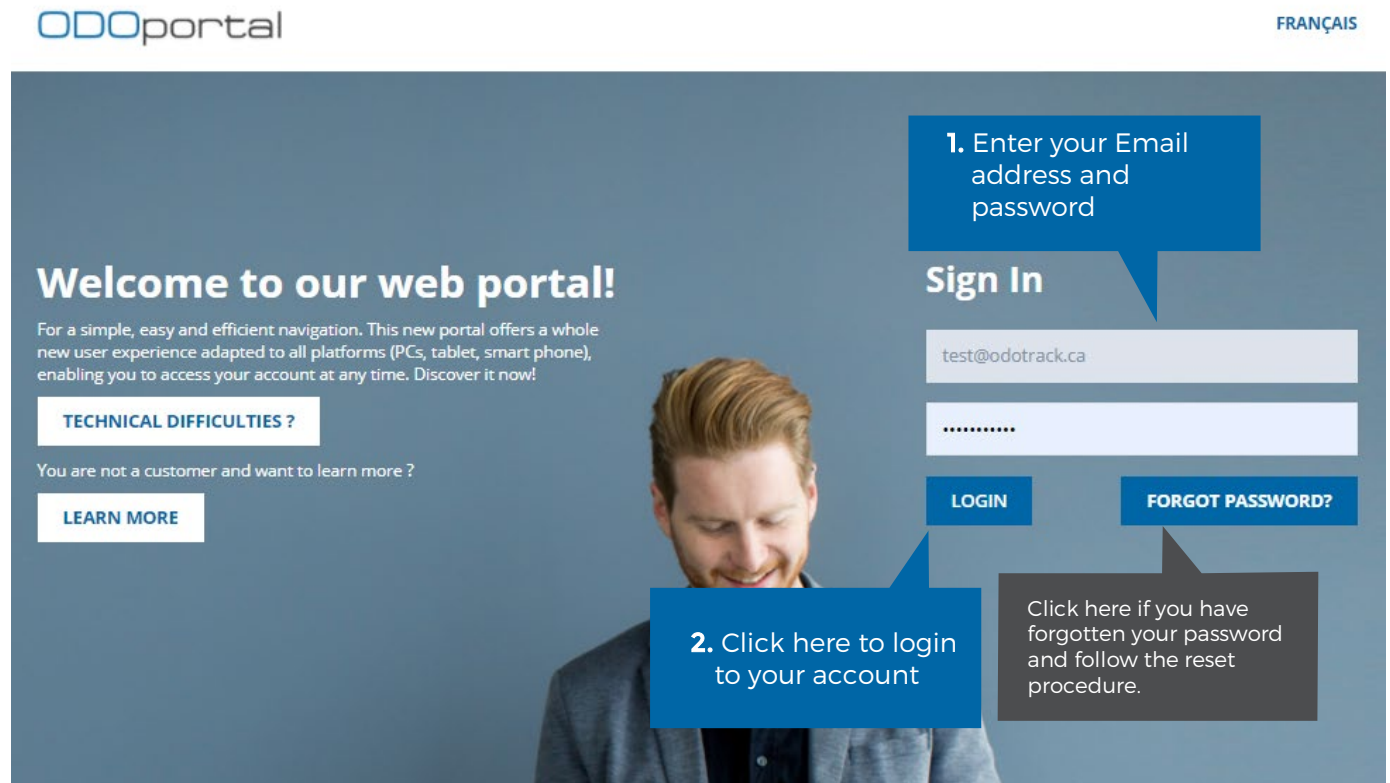 ODOportal
FRANÇAIS
Welcome to our web portal!
For a simple, easy and efficient navigation. This new portal offers a whole
new user experience adapted to all platforms (PCs, tablet, smart phone),
enabling you to access your account at any time. Discover it now!
TECHNICAL DIFFICULTIES ?
You are not a customer and want to learn more ?
LEARN MORE
1. Enter your Email
address and
password
Sign In
test@odotrack.ca
•••••••••••
LOGIN
FORGOT PASSWORD?
2. Click here to login
to your account
Click here if you have
forgotten your password
and follow the reset
procedure.